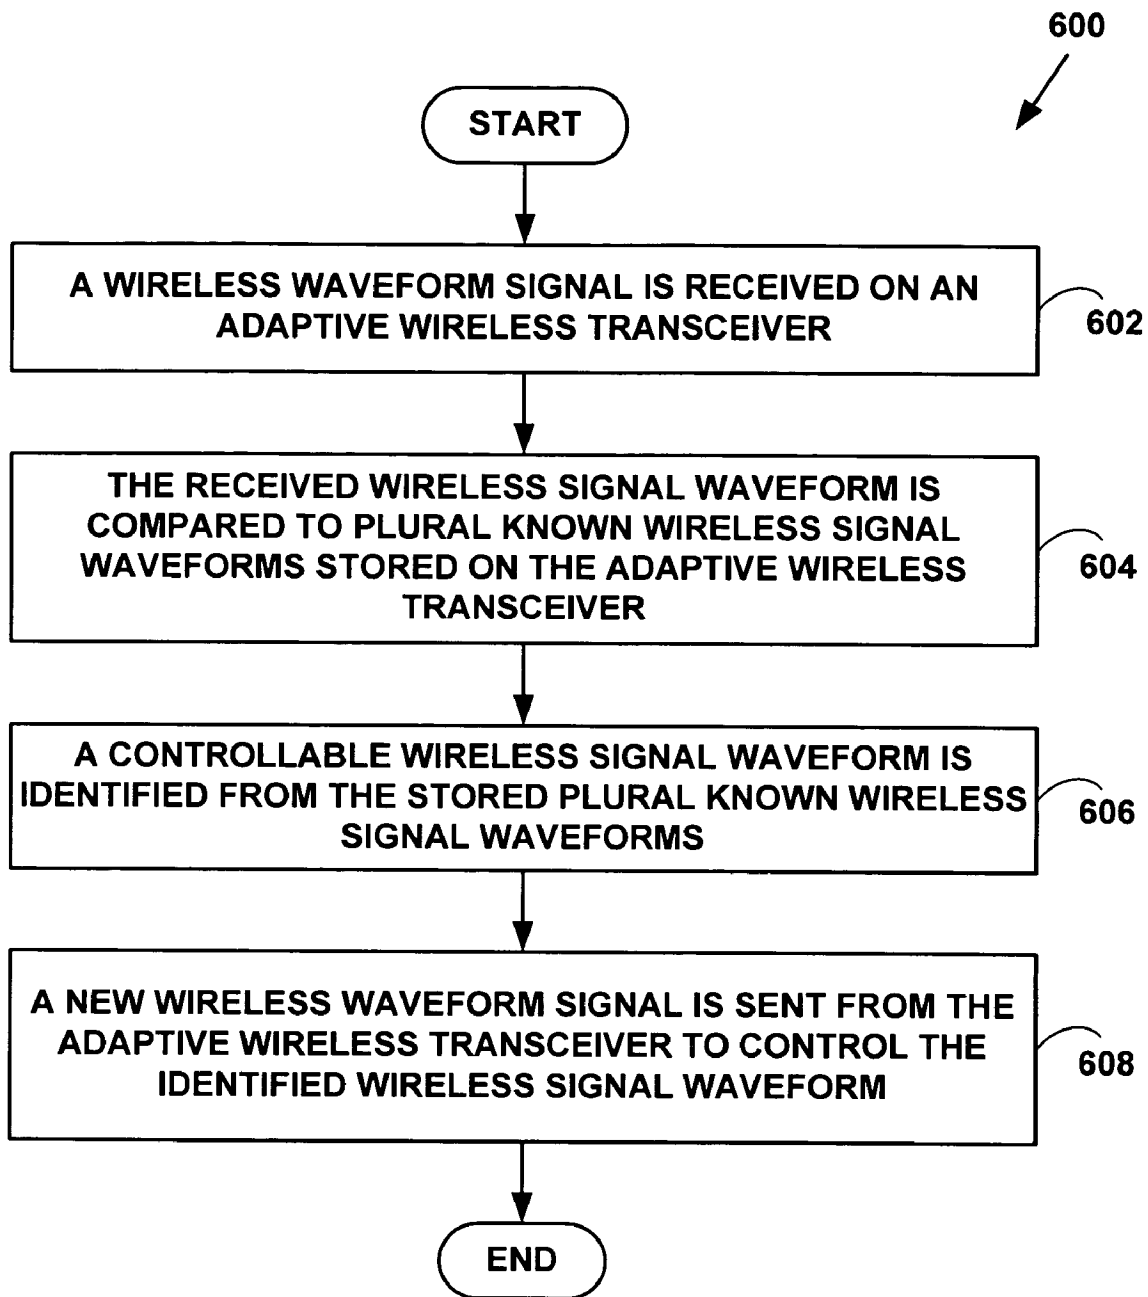 600
START
A WIRELESS WAVEFORM SIGNAL IS RECEIVED ON AN
ADAPTIVE WIRELESS TRANSCEIVER
602
THE RECEIVED WIRELESS SIGNAL WAVEFORM IS
COMPARED TO PLURAL KNOWN WIRELESS SIGNAL
WAVEFORMS STORED ON THE ADAPTIVE WIRELESS
TRANSCEIVER
604
A CONTROLLABLE WIRELESS SIGNAL WAVEFORM IS
IDENTIFIED FROM THE STORED PLURAL KNOWN WIRELESS
SIGNAL WAVEFORMS
606
A NEW WIRELESS WAVEFORM SIGNAL IS SENT FROM THE
ADAPTIVE WIRELESS TRANSCEIVER TO CONTROL THE
IDENTIFIED WIRELESS SIGNAL WAVEFORM
608
END